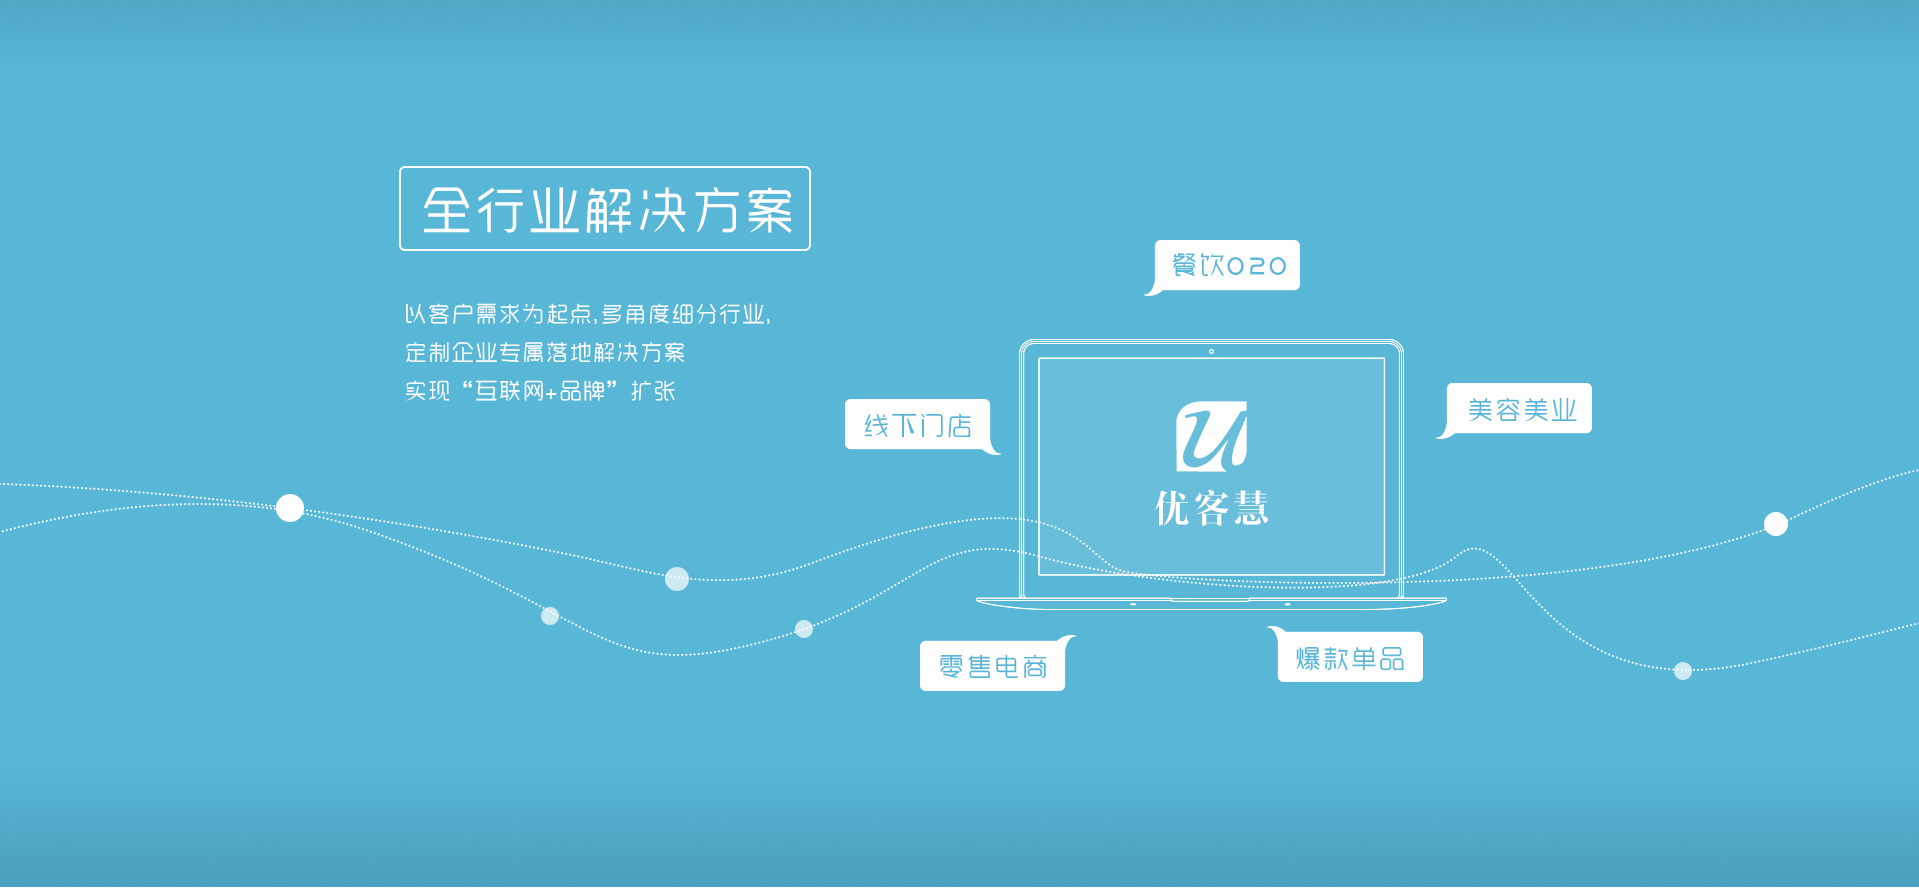 全行业解决方案
以客户需求为起点,多角度细分行业,
定制企业专属落地解决方案
实现“互联网+品牌”扩张
餐饮O2O
线下门店
美容美业
u
优客慧
零售电商
爆款单品